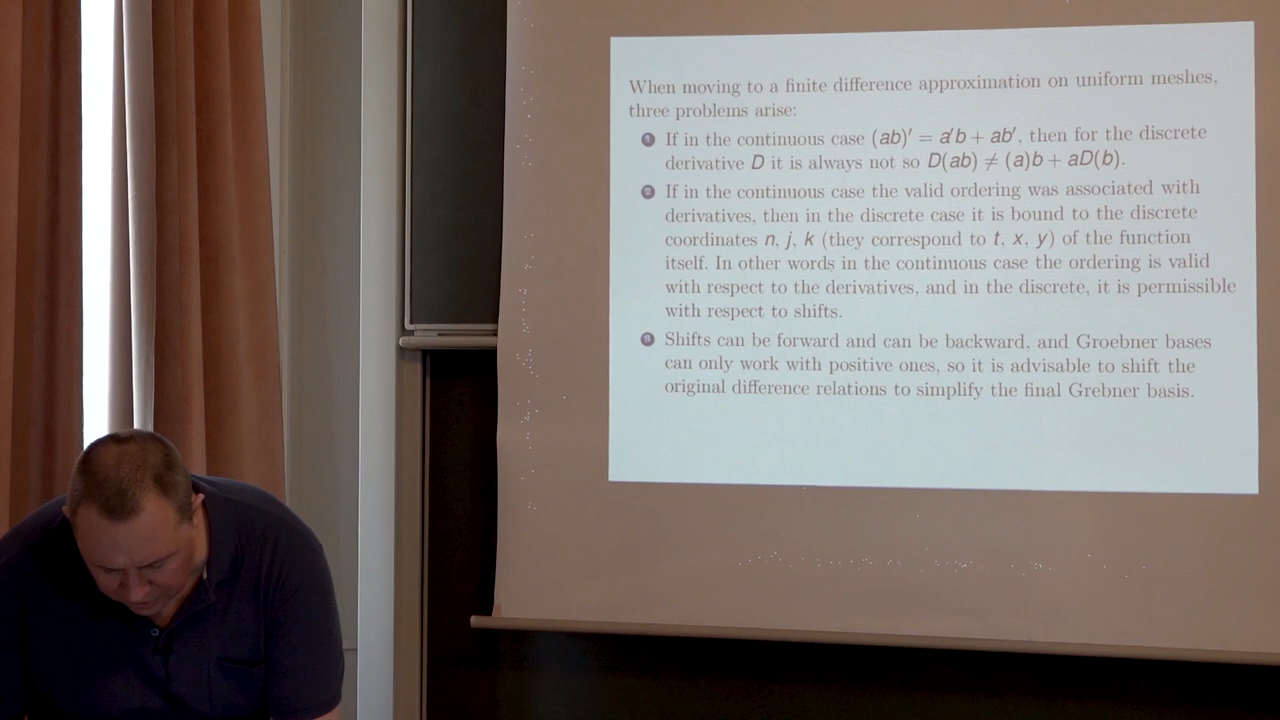 When moving to a finite difference approximation on uniform meshes,
three problems arise:
1 If in the continuous case (ab)′ = a′b + ab′, then for the discrete
derivative D it is always not so D(ab) ≠ (a)b + aD(b).
2 If in the continuous case the valid ordering was associated with
derivatives, then in the discrete case it is bound to the discrete
coordinates n, j, k (they correspond to t, x, y) of the function
itself. In other words in the continuous case the ordering is valid
with respect to the derivatives, and in the discrete, it is permissible
with respect to shifts.
3 Shifts can be forward and can be backward, and Groebner bases
can only work with positive ones, so it is advisable to shift the
original difference relations to simplify the final Grebner basis.